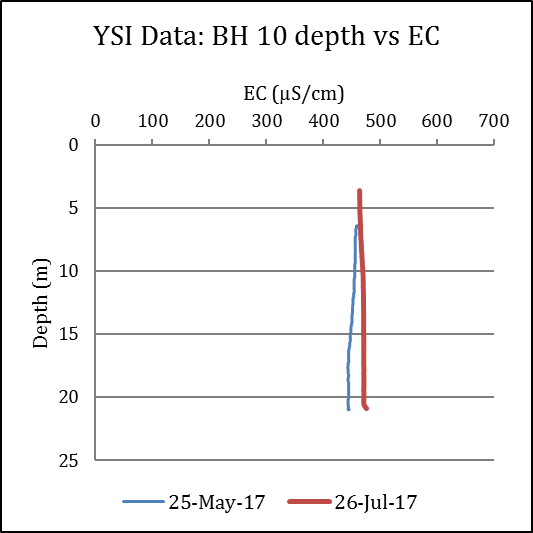 YSI Data: BH 10 depth vs EC
EC (µS/cm)
0 100 200 300 400 500 600 700
0
5
10
15
20
25
Depth (m)
25-May-17 26-Jul-17